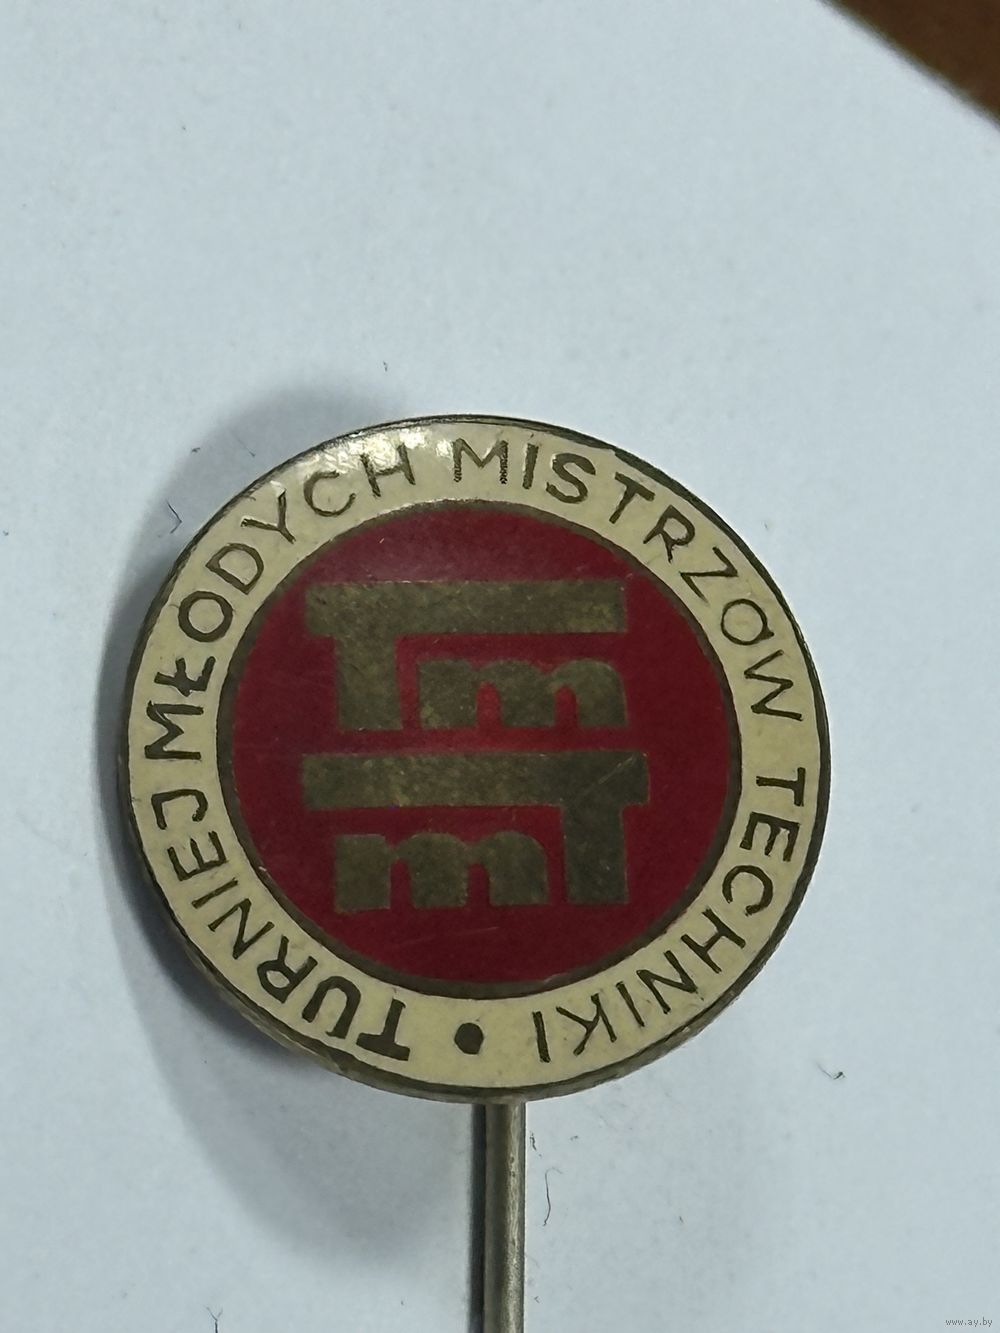 TURNIEJ MŁODYCH MISTRZOW TECHNIKI •
Tm
mT
www.ay.by